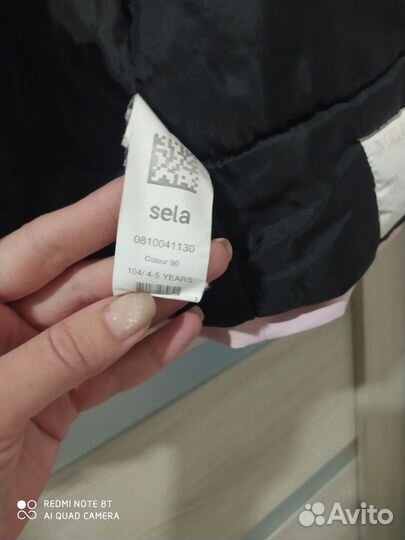 sela
0810041130
Colour 90
104/ 4-5 YEARS
REDMI NOTE 8T
AI QUAD CAMERA
Avito